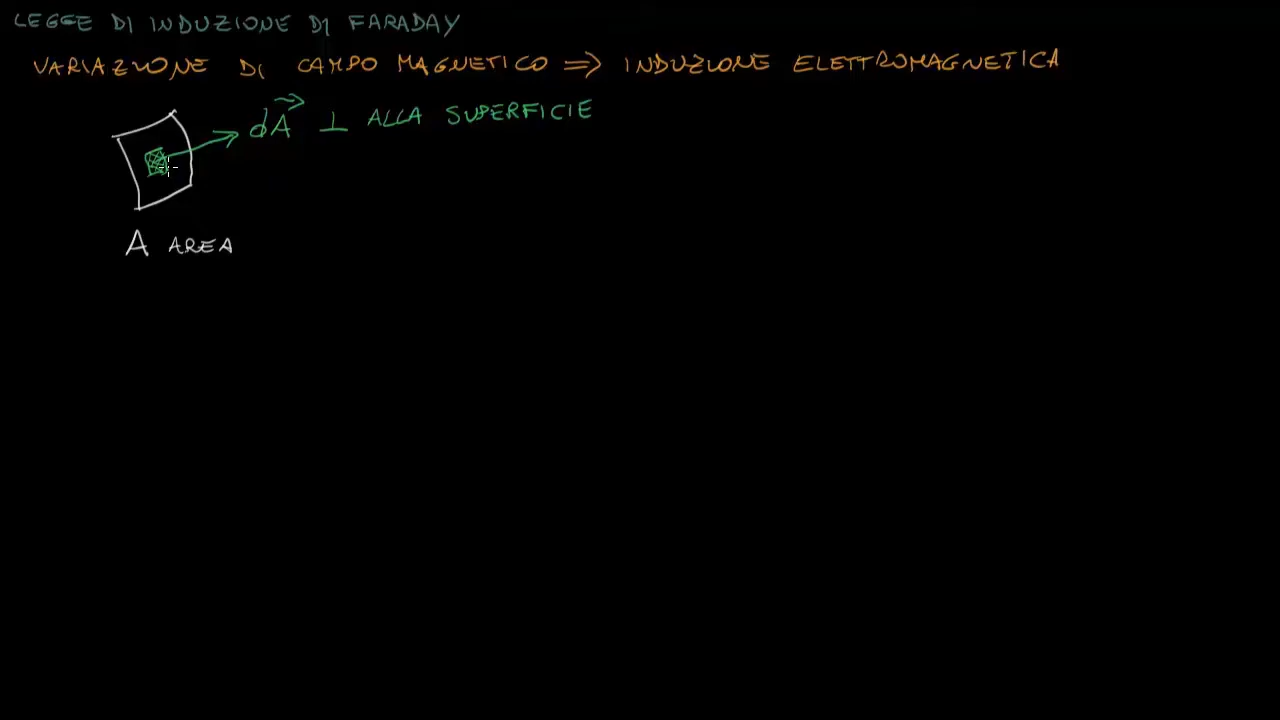 LEGGE DI INDUZIONE DI FARADAY
VARIAZIONE DI CAMPO MAGNETICO ⇒ INDUZIONE ELETTROMAGNETICA
dA⃗ ⊥ ALLA SUPERFICIE
A AREA